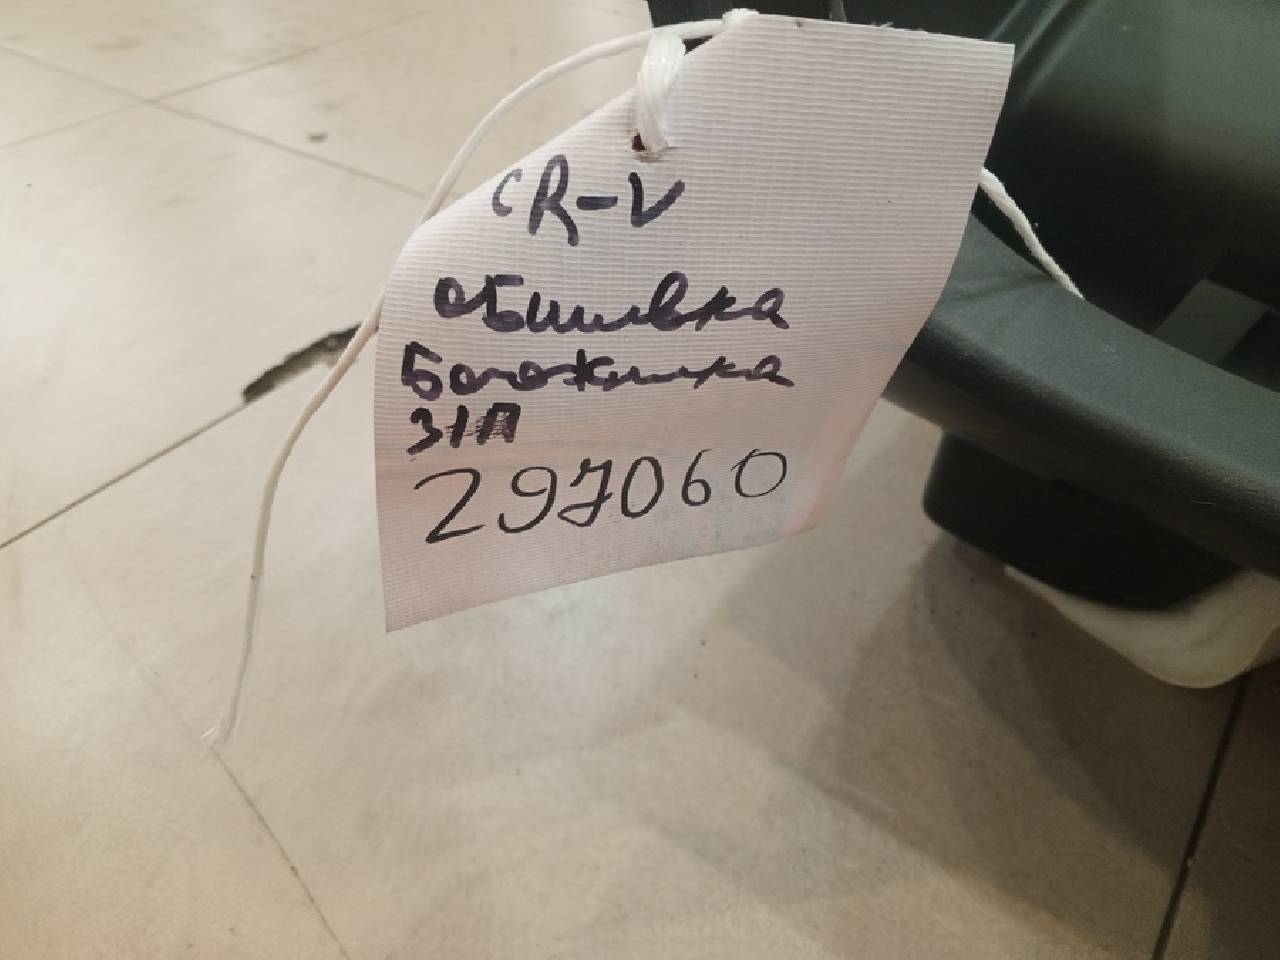 CR-V
обшивка
Багажника
З/П
297060